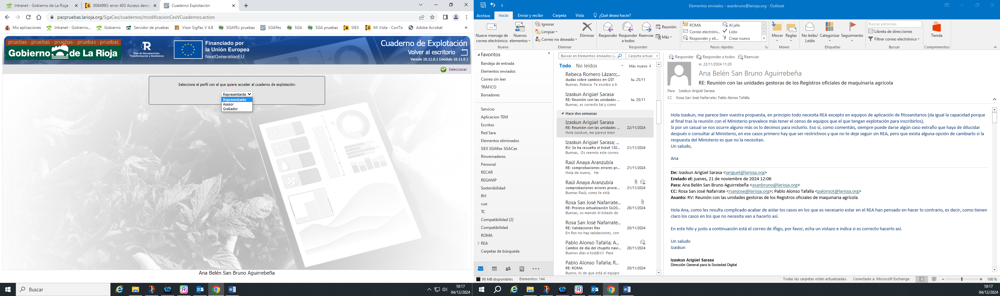 Intranet - Gobierno de La Rioja
0064992: error 403 Acceso dene
Cuaderno Explotación
pacpruebas.larioja.org/SgaCex/cuadernos/modificacionCexVCuadernos.action
Mis aplicaciones
Intranet - Gobierno...
Gobierno
Servidor de pruebas
Visor SigPac V 4.8
SGAPEc pruebas
SGAPec
SGA
SGA pruebas
SIEX
Mi Vista - ConTis
Adobe Acrobat
»
pruebas - pruebas - pruebas - pruebas - pruebas
Gobierno de La Rioja
Plan de Recuperación,
Transformación y Resiliencia
Financiado por
la Unión Europea
NextGenerationEU
Cuaderno de Explotación
Volver al escritorio
Versión 10.11.0.1 (módulo 10.11.0 )
Seleccionar
Seleccione el perfil con el que quiere acceder al cuaderno de explotación:
Representante
Representante
Asesor
Grabador
Ana Belén San Bruno Aguirrebeña
Buscar
10:17
04/12/2024
Elementos enviados - asanbruno@larioja.org - Outlook
Archivo
Inicio
Enviar y recibir
Carpeta
Vista
¿Qué desea hacer?
Nuevo mensaje de
correo electrónico
Nuevos
elementos
Nuevo
Ignorar
Limpiar
Correo no deseado
Eliminar
Eliminar
Responder
Responder
a todos
Reenviar
Reunión
Más
Responder
ROMA
Correo electróni...
Responder y eli...
Al jefe
Listo
Crear nuevo
Pasos rápidos
Mover
Reglas
Mover
No leído/
Leído
Categorizar
Seguimiento
Etiquetas
Buscar personas
Libreta de direcciones
Filtrar correo electrónico
Buscar
Tienda
Complementos
Favoritos
Bandeja de entrada
Elementos enviados
Correo sin leer
TRÁFICO
Borradores
Servicio
Aplicacion TEM
Escritos
Red Sara
Elementos eliminados
SIEX SGARex SGACex
Rinvernaderos
Personal
RECAR
REGANIP
Sostenibilidad
RH
cue
TC
Compatibilidad (2)
Compatibilidad
ROMA
REA
Carpetas de búsqueda
Buscar en Elementos enviados (...
Carpeta actual
Todo
No leídos
Más nuevo ↓
Rebeca Romero Lázaro;...
dudas sobre cambios en GST
lu. 25/11
Buenas, Rebeca Te escribo a ti
Izaskun Arigüel Sarasa
RE: Reunión con las unidades ...
lu. 25/11
Buenas, es correcto tal y como
Hace dos semanas
Izaskun Arigüel Sarasa
RE: Reunión con las unidades ...
22/11/2024
Hola Izaskun, me parece bien
Izaskun Arigüel Sarasa; ...
RV: Se ha resuelto el ticket 130...
21/11/2024
Buenas, Os reenvío este correo
Raúl Anaya Aranzubía
RE: comprobaciones errores pr...
21/11/2024
Hola de nuevo, He
Raúl Anaya Aranzubía
comprobaciones errores proce...
21/11/2024
Buenas Raúl, como te está
Rosa San José Nafarrate...
RE: Proceso actualización SU20...
20/11/2024
Buenas, os mando el listado de
Rosa San José Nafarrate...
RE: Validaciones Rex
20/11/2024
En Rex no hay validaciones, son
Pablo Alonso Tafalla; A...
Cambio de día del chupito navi...
20/11/2024
Buenos días a tod@s!!! Para
Pablo Alonso Tafalla; R...
RE: ROMA
20/11/2024
Bueno, lo de que está el equipo
Responder
Responder a todos
Reenviar
vi. 22/11/2024 11:20
Ana Belén San Bruno Aguirrebeña
RE: Reunión con las unidades gestoras de los Registros oficiales de maquinaria agrícola
Para Izaskun Arigüel Sarasa
CC Rosa San José Nafarrate; Pablo Alonso Tafalla
Hola Izaskun, me parece bien vuestra propuesta, en principio todo necesita REA excepto en equipos de aplicación de fitosanitarios (da igual la capacidad porque
al final tras la reunión con el Ministerio prevalece más tener el censo de equipos que el que tengan explotación para inscribirlos).
Si por un casual se nos ocurre alguno más os lo decimos para incluirlo. Eso sí, como comentáis, siempre puede darse algún caso extraño que haya de dilucidar
después o consultar al Ministerio, en ese casos primero hay que ser restrictivos y que no te deje seguir sin REA, pero que exista alguna opción de cambiarlo si la
respuesta del Ministerio es que no la necesitan.
Un saludo,
Ana
De: Izaskun Arigüel Sarasa <iariguel@larioja.org>
Enviado el: jueves, 21 de noviembre de 2024 12:06
Para: Ana Belén San Bruno Aguirrebeña <asanbruno@larioja.org>
CC: Rosa San José Nafarrate <rsanjose@larioja.org>; Pablo Alonso Tafalla <palonsot@larioja.org>
Asunto: RV: Reunión con las unidades gestoras de los Registros oficiales de maquinaria agrícola
Hola Ana, como les resulta complicado acabar de aislar los casos en los que es necesario estar en el REA han pensado en hacer lo contrario, es decir, como tienen
claro los casos en los que no necesita van a hacerlo así.
En este hilo y justo a continuación está el correo de Iñigo, por favor, echa un vistazo e indica si es correcto hacerlo así.
Un saludo
Izaskun
Izaskun Arigüel Sarasa
Dirección General para la Sociedad Digital
90 MB disponibles
Elementos: 144
Todas las carpetas están actualizadas.
Conectado a: Microsoft Exchange
100 %
10:17
04/12/2024